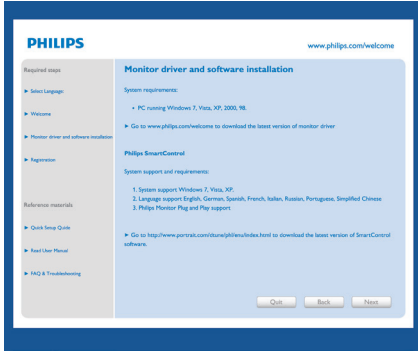 PHILIPS
www.philips.com/welcome
Required steps
► Select Language:
► Welcome
► Monitor driver and software installation
► Registration
Reference materials
► Quick Setup Guide
► Read User Manual
► FAQ & Troubleshooting
Monitor driver and software installation
System requirements:
• PC running Windows 7, Vista, XP, 2000, 98.
► Go to www.philips.com/welcome to download the latest version of monitor driver
Philips SmartControl
System support and requirements:
1. System support Windows 7, Vista, XP.
2. Language support English, German, Spanish, French, Italian, Russian, Portuguese, Simplified Chinese
3. Philips Monitor Plug and Play support
► Go to http://www.portrait.com/dtune/phl/enu/index.html to download the latest version of SmartControl
software.
Quit
Back
Next